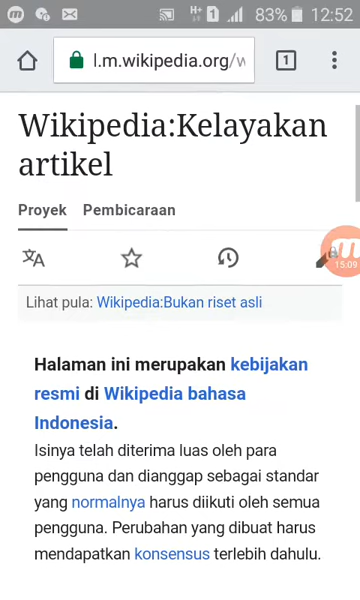 83% 12:52
1
l.m.wikipedia.org/w
Wikipedia:Kelayakan
artikel
Proyek Pembicaraan
15:09
Lihat pula: Wikipedia:Bukan riset asli
Halaman ini merupakan kebijakan
resmi di Wikipedia bahasa
Indonesia.
Isinya telah diterima luas oleh para
pengguna dan dianggap sebagai standar
yang normalnya harus diikuti oleh semua
pengguna. Perubahan yang dibuat harus
mendapatkan konsensus terlebih dahulu.